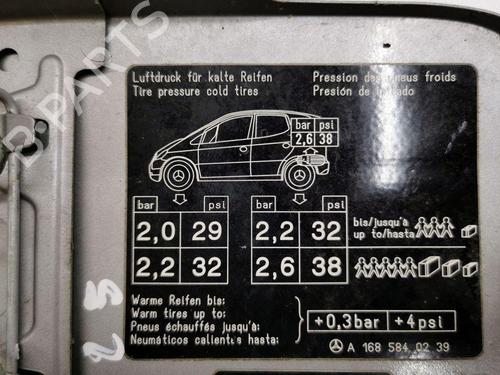 Luftdruck für kalte Reifen
Tire pressure cold tires
Pression des pneus froids
Presión de inflado
bar psi
2,6 38
bar psi
2,0 29
2,2 32
bar psi
2,2 32
2,6 38
bis/jusqu'à
up to/hasta
Warme Reifen bis:
Warm tires up to:
Pneus échauffés jusqu'à:
Neumáticos calientes hasta:
+0,3bar +4psi
A 168 584 02 39
B PARTS